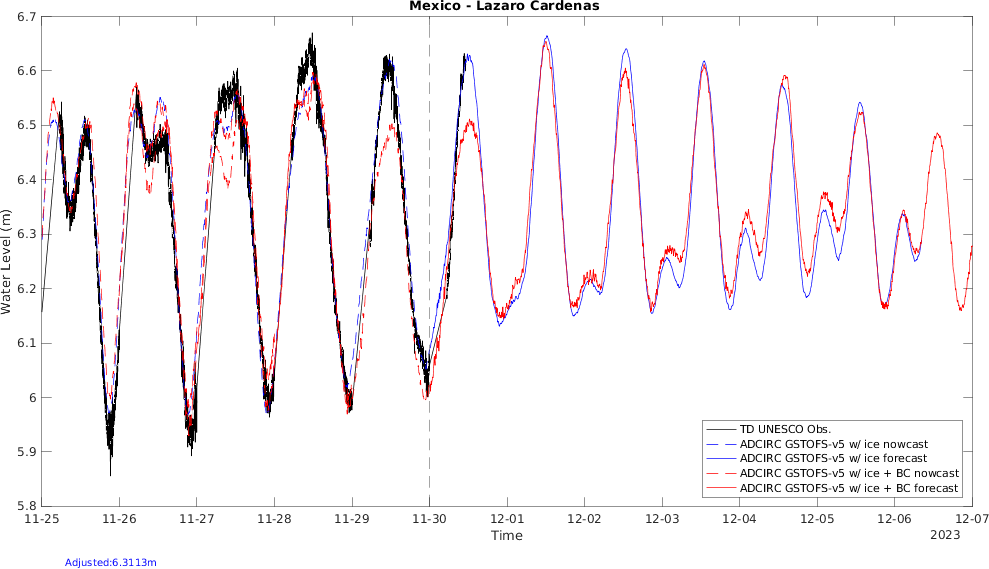 Mexico - Lazaro Cardenas
6.7
6.6
6.5
6.4
6.3
6.2
6.1
6
5.9
5.8
Water Level (m)
11-25 11-26 11-27 11-28 11-29 11-30 12-01 12-02 12-03 12-04 12-05 12-06 12-07
Time
2023
TD UNESCO Obs.
ADCIRC GSTOFS-v5 w/ ice nowcast
ADCIRC GSTOFS-v5 w/ ice forecast
ADCIRC GSTOFS-v5 w/ ice + BC nowcast
ADCIRC GSTOFS-v5 w/ ice + BC forecast
Adjusted:6.3113m